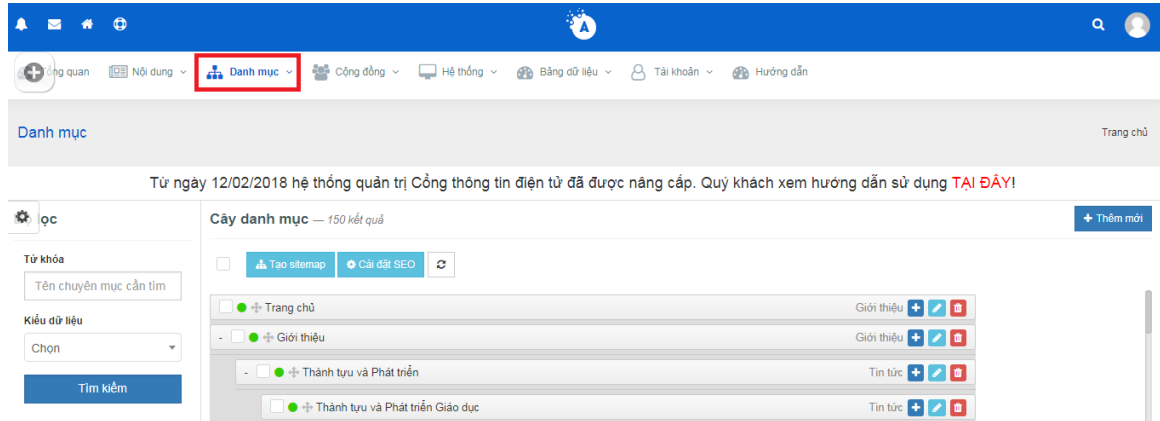 A
ổng quan Nội dung Danh mục Cộng đồng Hệ thống Bảng dữ liệu Tài khoản Hướng dẫn
Danh mục Trang chủ
Từ ngày 12/02/2018 hệ thống quản trị Cổng thông tin điện tử đã được nâng cấp. Quý khách xem hướng dẫn sử dụng TẠI ĐÂY!
lọc Cây danh mục — 150 kết quả + Thêm mới
Từ khóa Tạo sitemap Cài đặt SEO
Tên chuyên mục cần tìm
Trang chủ Giới thiệu
Kiểu dữ liệu
- Giới thiệu Giới thiệu
Chọn
- Thành tựu và Phát triển Tin tức
Tìm kiếm
Thành tựu và Phát triển Giáo dục Tin tức